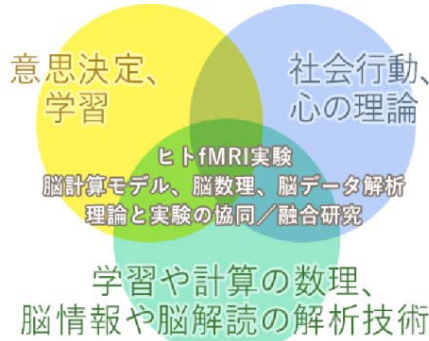 意思決定、
学習
社会行動、
心の理論
ヒトfMRI実験
脳計算モデル、脳数理、脳データ解析
理論と実験の協同／融合研究
学習や計算の数理、
脳情報や脳解読の解析技術